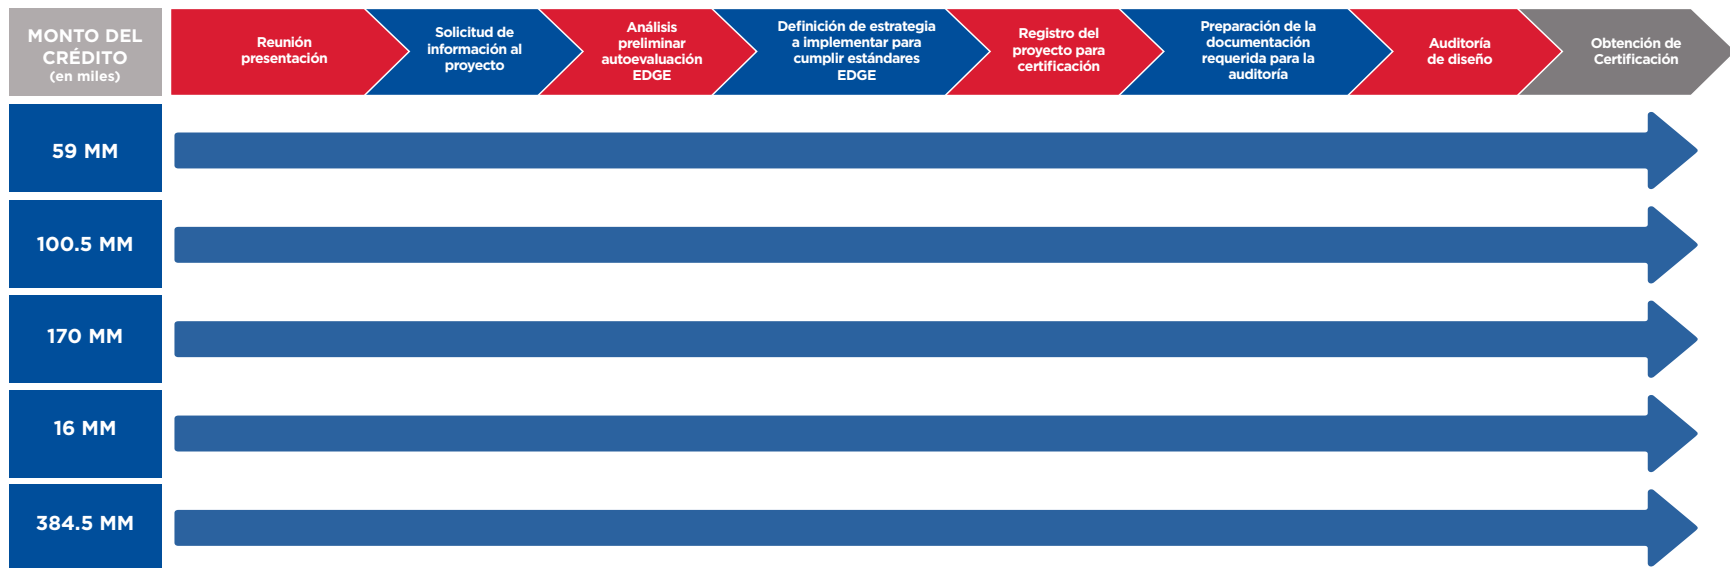 MONTO DEL
CRÉDITO
(en miles)
Reunión
presentación
Solicitud de
información al
proyecto
Análisis
preliminar
autoevaluación
EDGE
Definición de estrategia
a implementar para
cumplir estándares
EDGE
Registro del
proyecto para
certificación
Preparación de la
documentación
requerida para la
auditoría
Auditoría
de diseño
Obtención de
Certificación
59 MM
100.5 MM
170 MM
16 MM
384.5 MM